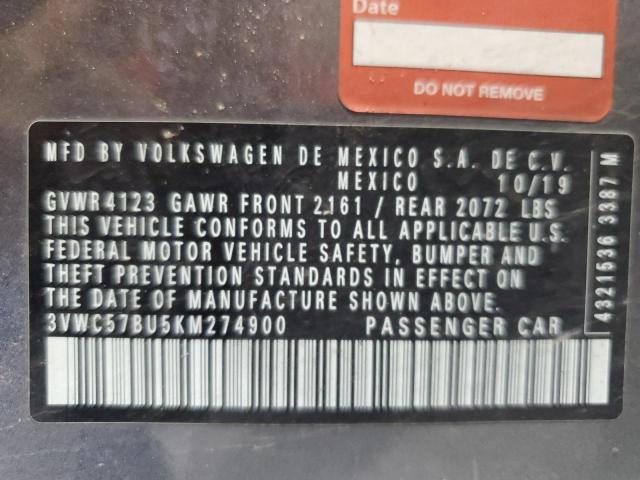 Date
DO NOT REMOVE
MFD BY VOLKSWAGEN DE MEXICO S.A. DE C.V.
MEXICO 10/19
GVWR 4123 GAWR FRONT 2161 / REAR 2072 LBS
THIS VEHICLE CONFORMS TO ALL APPLICABLE U.S.
FEDERAL MOTOR VEHICLE SAFETY, BUMPER AND
THEFT PREVENTION STANDARDS IN EFFECT ON
THE DATE OF MANUFACTURE SHOWN ABOVE.
3VWC57BU5KM274900 PASSENGER CAR
4321536 3387 M